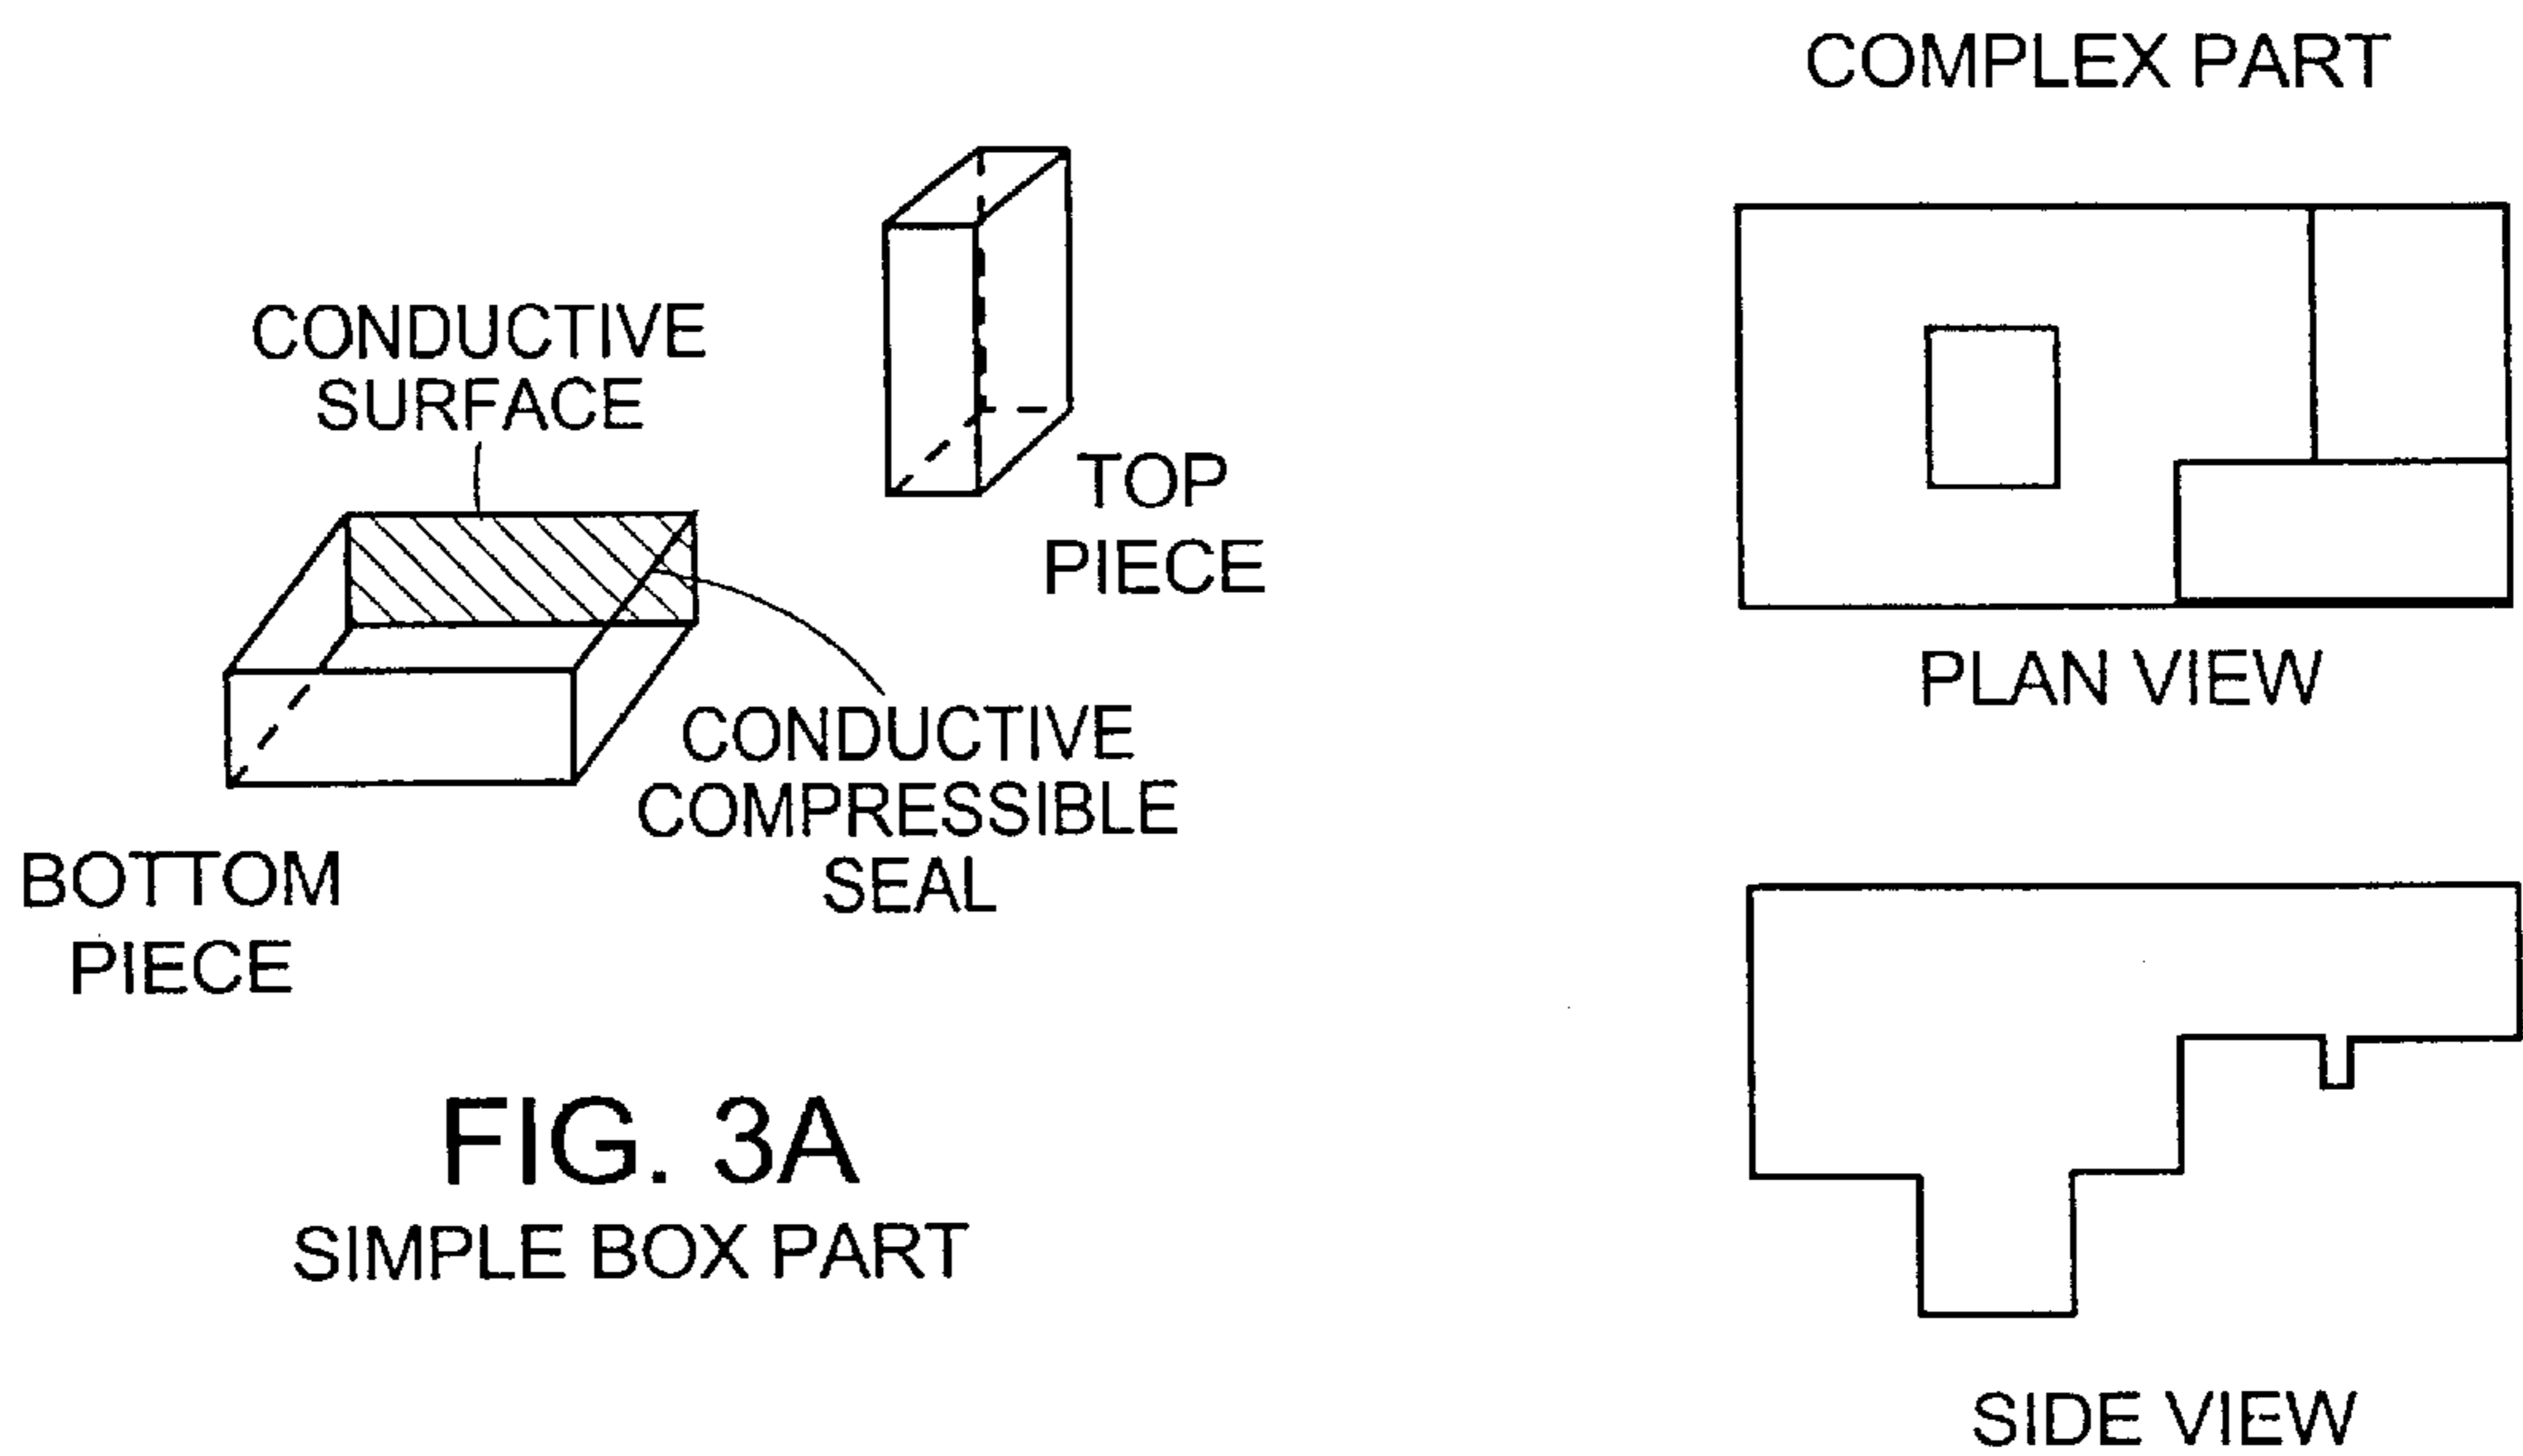 CONDUCTIVE
SURFACE
TOP
PIECE
CONDUCTIVE
COMPRESSIBLE
SEAL
BOTTOM
PIECE
FIG. 3A
SIMPLE BOX PART
COMPLEX PART
PLAN VIEW
SIDE VIEW